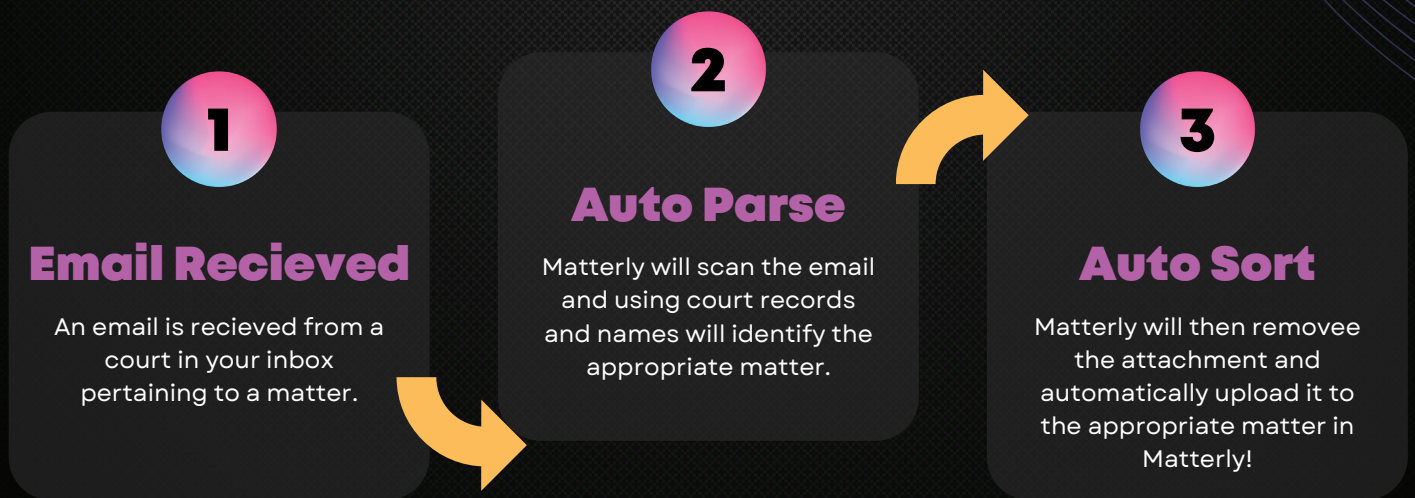 1
Email Recieved
An email is recieved from a
court in your inbox
pertaining to a matter.
2
Auto Parse
Matterly will scan the email
and using court records
and names will identify the
appropriate matter.
3
Auto Sort
Matterly will then removee
the attachment and
automatically upload it to
the appropriate matter in
Matterly!